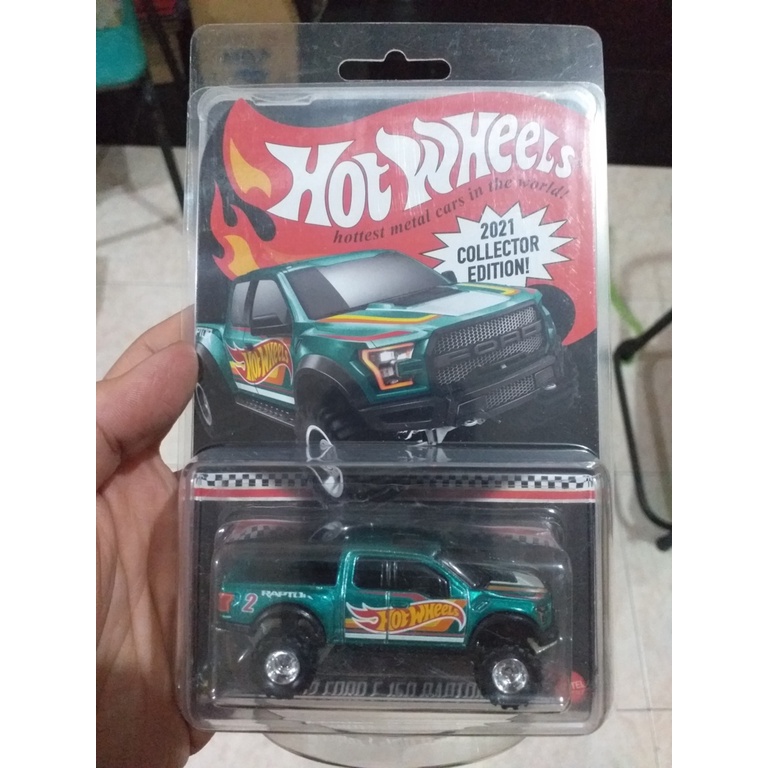 HOT WHEELS
hottest metal cars in the world!
2021
COLLECTOR
EDITION!
FORD
HOT WHEELS
2 RAPTOR
HOT WHEELS